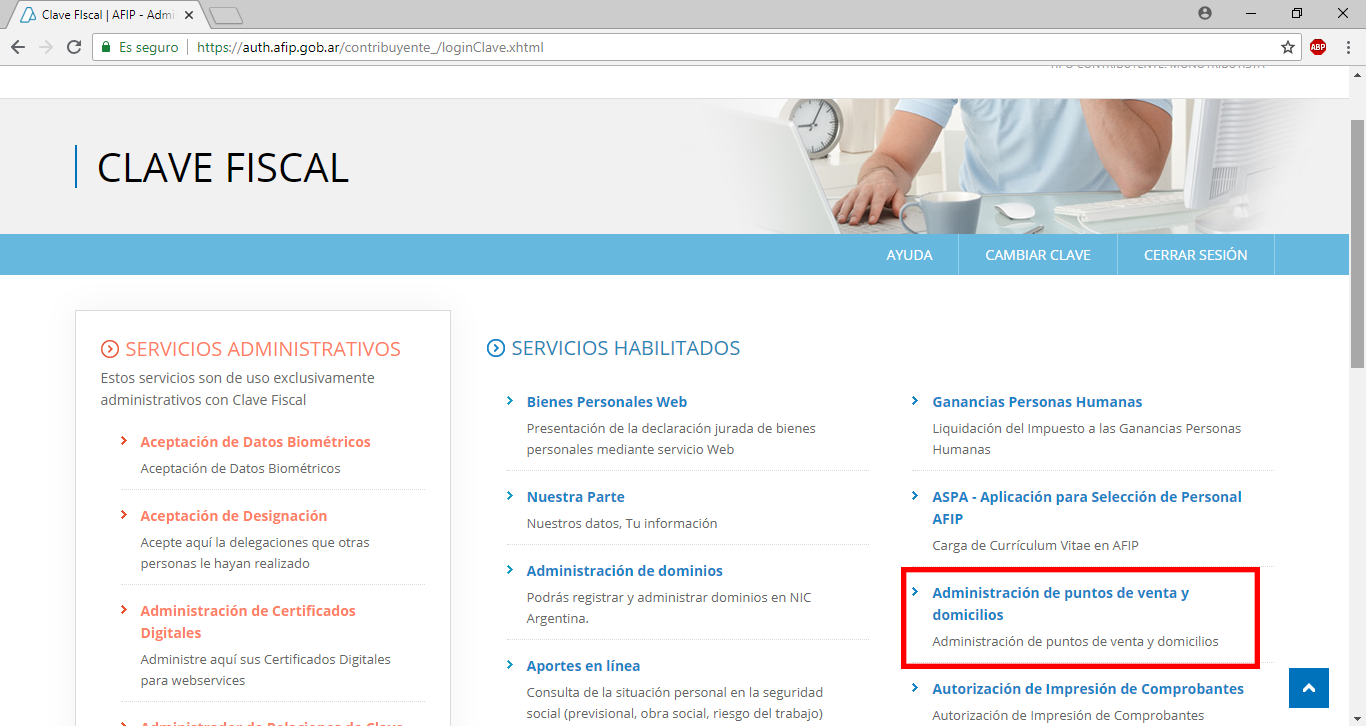 Clave FIscal | AFIP - Admi
Es seguro
https://auth.afip.gob.ar/contribuyente_/loginClave.xhtml
ABP
TIPO CONTRIBUYENTE: MONOTRIBUTISTA
CLAVE FISCAL
AYUDA
CAMBIAR CLAVE
CERRAR SESIÓN
SERVICIOS ADMINISTRATIVOS
Estos servicios son de uso exclusivamente
administrativos con Clave Fiscal
Aceptación de Datos Biométricos
Aceptación de Datos Biométricos
Aceptación de Designación
Acepte aquí la delegaciones que otras
personas le hayan realizado
Administración de Certificados
Digitales
Administre aquí sus Certificados Digitales
para webservices
Administrador de Relaciones de Clave
SERVICIOS HABILITADOS
Bienes Personales Web
Presentación de la declaración jurada de bienes
personales mediante servicio Web
Nuestra Parte
Nuestros datos, Tu información
Administración de dominios
Podrás registrar y administrar dominios en NIC
Argentina.
Aportes en línea
Consulta de la situación personal en la seguridad
social (previsional, obra social, riesgo del trabajo)
Ganancias Personas Humanas
Liquidación del Impuesto a las Ganancias Personas
Humanas
ASPA - Aplicación para Selección de Personal
AFIP
Carga de Currículum Vitae en AFIP
Administración de puntos de venta y
domicilios
Administración de puntos de venta y domicilios
Autorización de Impresión de Comprobantes
Autorización de Impresión de Comprobantes